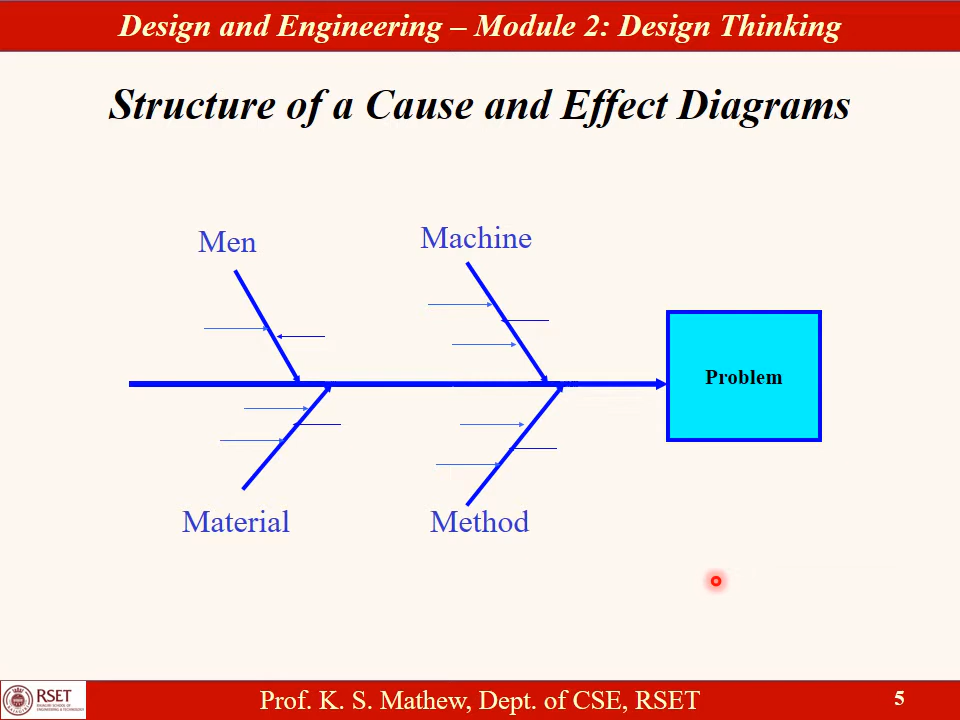 Design and Engineering – Module 2: Design Thinking
Structure of a Cause and Effect Diagrams
Men
Machine
Problem
Material
Method
RSET
Prof. K. S. Mathew, Dept. of CSE, RSET
5